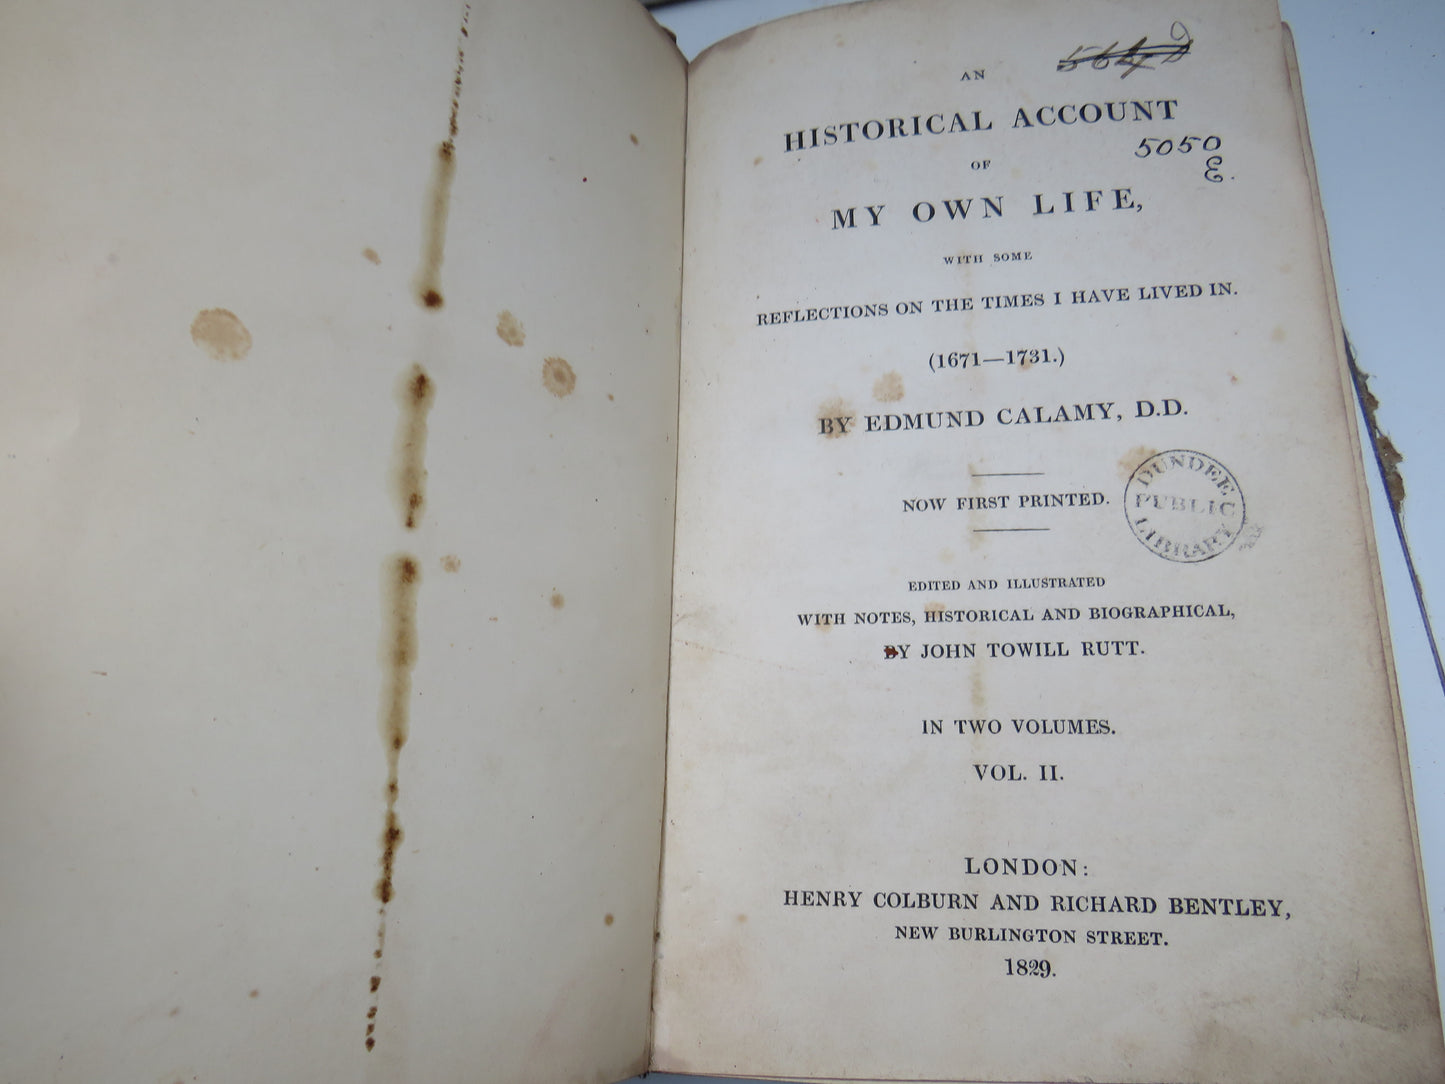 AN
HISTORICAL ACCOUNT
5050
OF
E.
MY OWN LIFE,
WITH SOME
REFLECTIONS ON THE TIMES I HAVE LIVED IN.
(1671—1731.)
BY EDMUND CALAMY, D.D.
NOW FIRST PRINTED.
DUNDEE
PUBLIC
LIBRARY
EDITED AND ILLUSTRATED
WITH NOTES, HISTORICAL AND BIOGRAPHICAL,
BY JOHN TOWILL RUTT.
IN TWO VOLUMES.
VOL. II.
LONDON:
HENRY COLBURN AND RICHARD BENTLEY,
NEW BURLINGTON STREET.
1829.